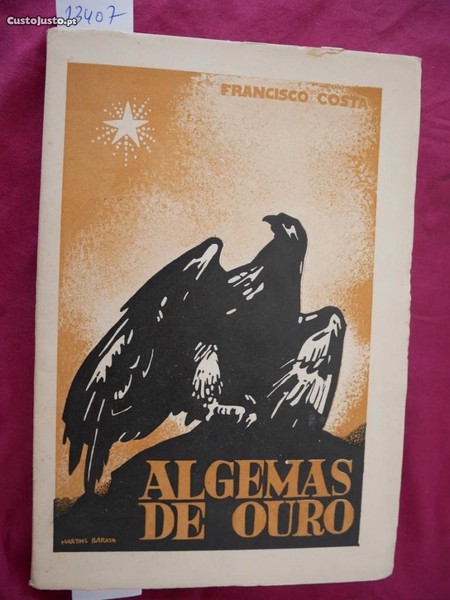 13407
CustoJusto.pt
FRANCISCO COSTA
ALGEMAS
DE OURO
MARTINS BARATA